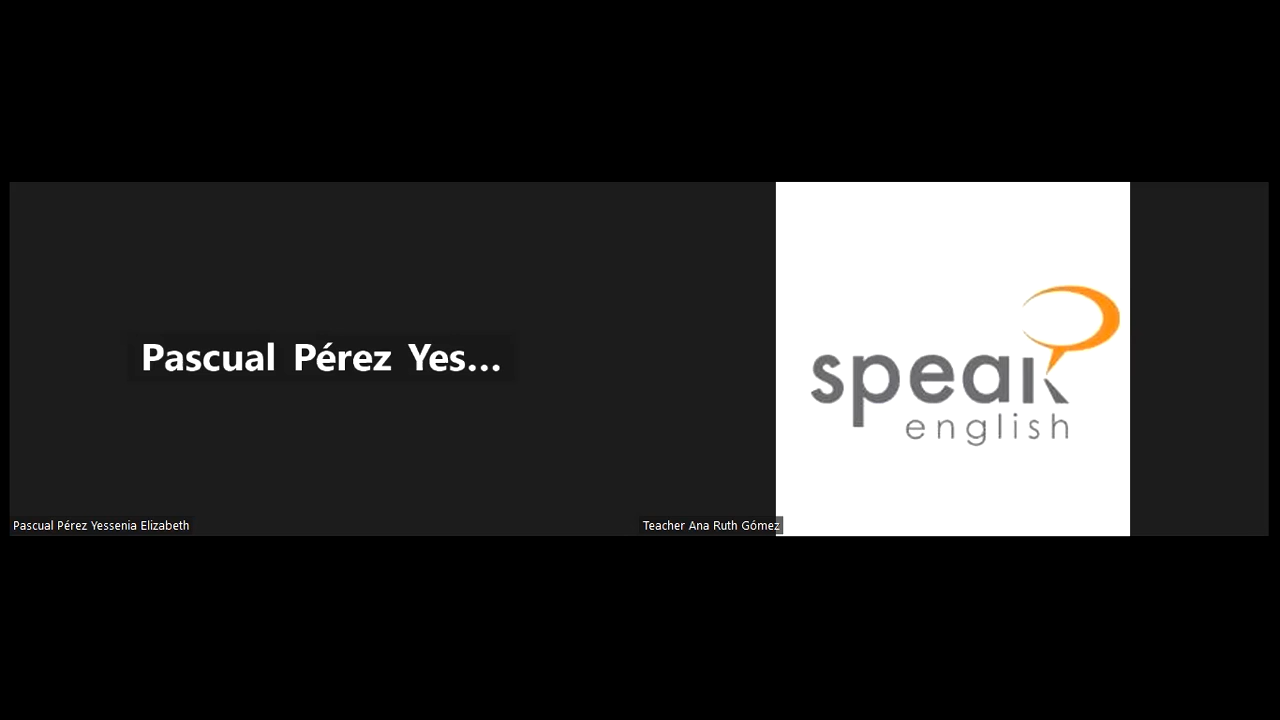 Pascual Pérez Yes...
Pascual Pérez Yessenia Elizabeth
speak
english
Teacher Ana Ruth Gómez